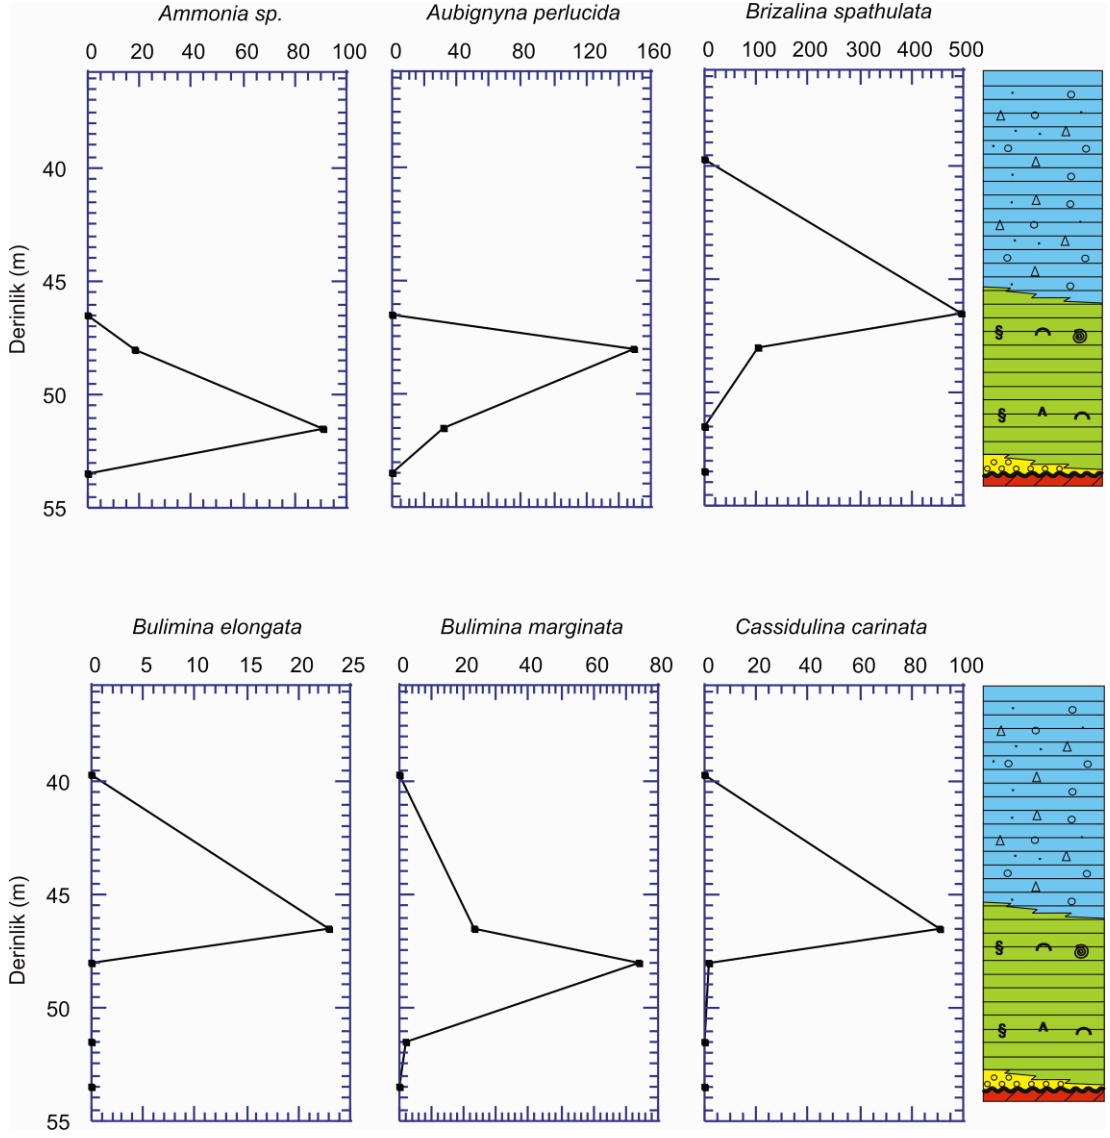 Ammonia sp. Aubignyna perlucida Brizalina spathulata
0 20 40 60 80 100 0 40 80 120 160 0 100 200 300 400 500
40
45
Derinlik (m)
50
55
Bulimina elongata Bulimina marginata Cassidulina carinata
0 5 10 15 20 25 0 20 40 60 80 0 20 40 60 80 100
40
45
Derinlik (m)
50
55